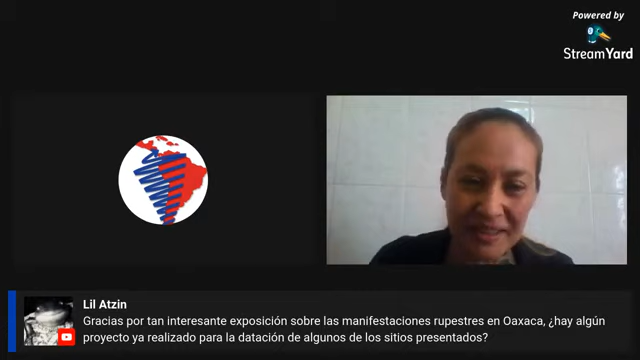 Powered by
StreamYard
Lil Atzin
Gracias por tan interesante exposición sobre las manifestaciones rupestres en Oaxaca, ¿hay algún
proyecto ya realizado para la datación de algunos de los sitios presentados?